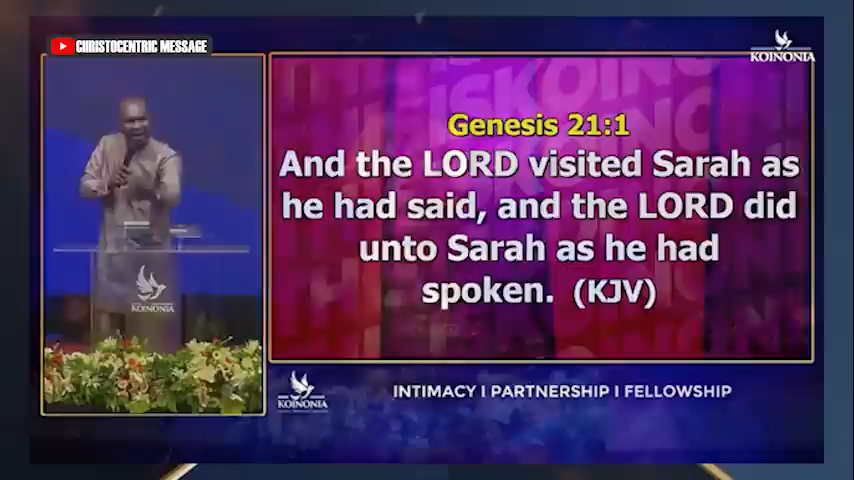 CHRISTOCENTRIC MESSAGE
KOINONIA
Genesis 21:1
And the LORD visited Sarah as
he had said, and the LORD did
unto Sarah as he had
spoken. (KJV)
KOINONIA
KOINONIA
INTIMACY I PARTNERSHIP I FELLOWSHIP